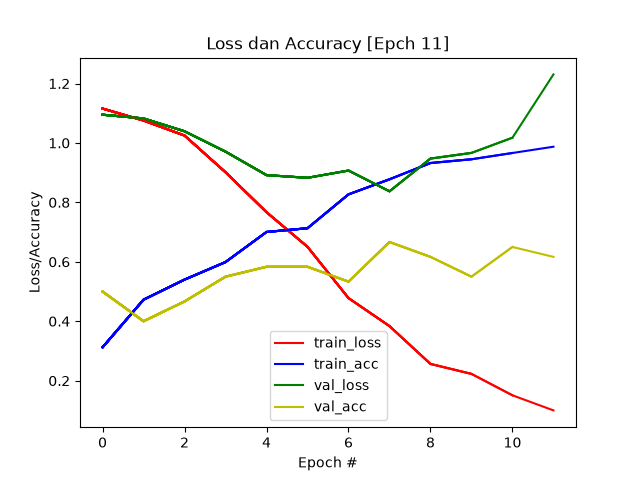 Loss dan Accuracy [Epch 11]
Loss/Accuracy
1.2
1.0
0.8
0.6
0.4
0.2
train_loss
train_acc
val_loss
val_acc
0 2 4 6 8 10
Epoch #